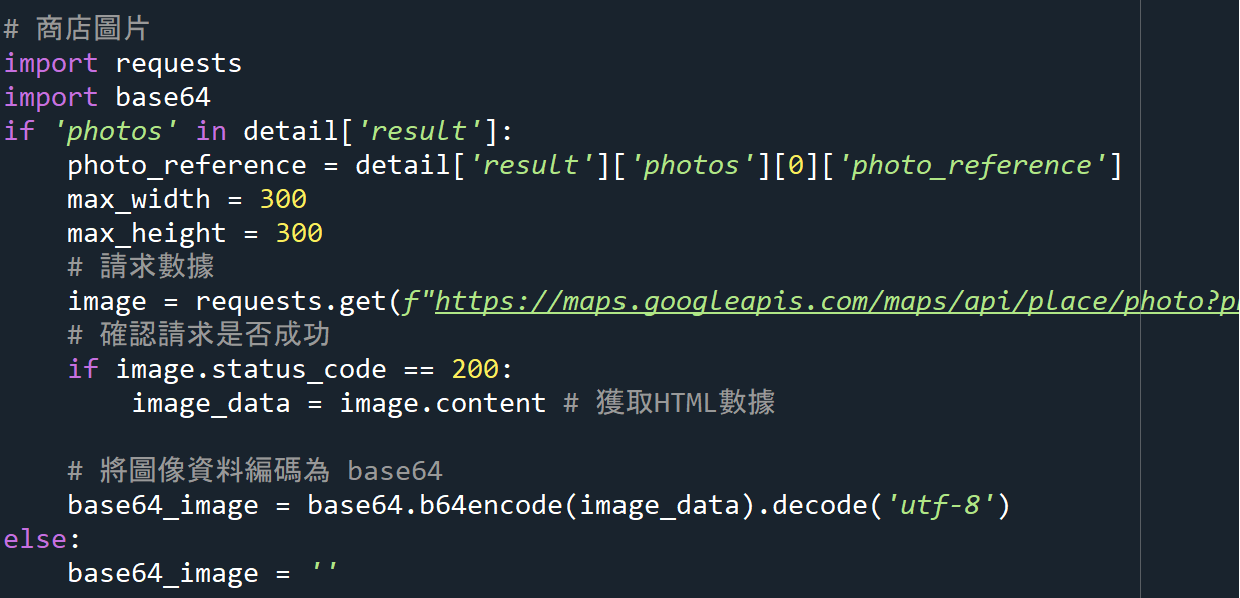 # 商店圖片
import requests
import base64
if 'photos' in detail['result']:
    photo_reference = detail['result']['photos'][0]['photo_reference']
    max_width = 300
    max_height = 300
    # 請求數據
    image = requests.get(f"https://maps.googleapis.com/maps/api/place/photo?p
    # 確認請求是否成功
    if image.status_code == 200:
        image_data = image.content # 獲取HTML數據
    # 將圖像資料編碼為 base64
    base64_image = base64.b64encode(image_data).decode('utf-8')
else:
    base64_image = ''